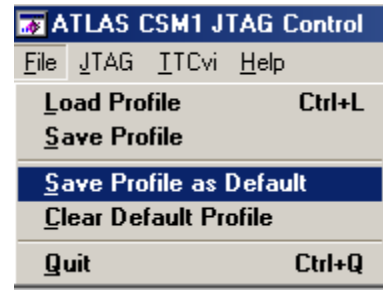 ATLAS CSM1 JTAG Control
File JTAG TTCvi Help
Load Profile Ctrl+L
Save Profile
Save Profile as Default
Clear Default Profile
Quit Ctrl+Q